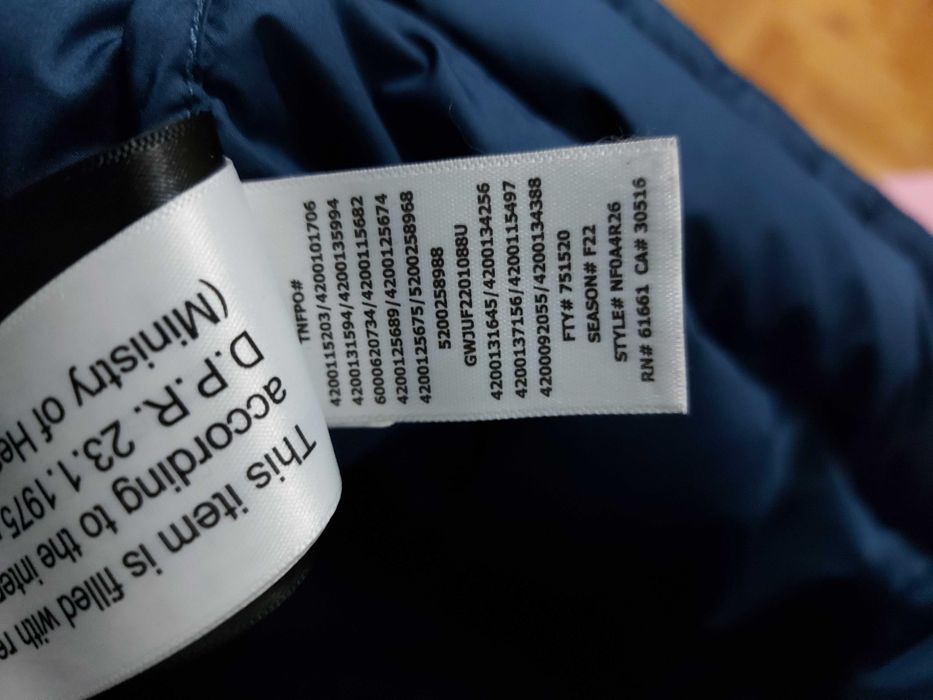 TNFPO#
4200115203/4200101706
4200131594/4200135994
6000620734/4200115682
4200125689/4200125674
4200125675/5200258968
5200258988
GWJUF2201088U
4200131645/4200134256
4200137156/4200115497
4200092055/4200134388
FTY# 751520
SEASON# F22
STYLE# NF0A4R26
RN# 61661 CA# 30516
This item is filled with
according to the
D.P.R. 23.1.1975
(Ministry of